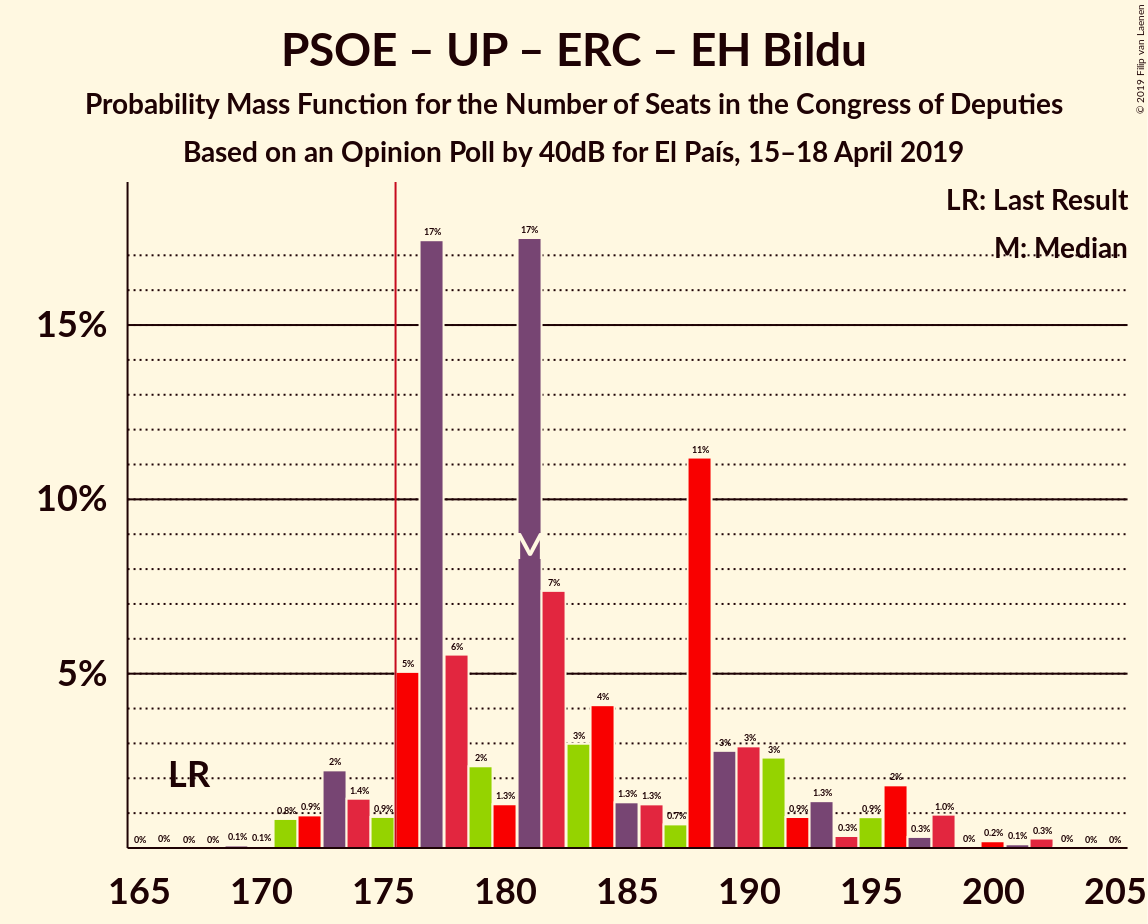 PSOE – UP – ERC – EH Bildu
Probability Mass Function for the Number of Seats in the Congress of Deputies
Based on an Opinion Poll by 40dB for El País, 15–18 April 2019
© 2019 Filip van Laenen
LR: Last Result
M: Median
15%
10%
5%
LR
M
0% 0% 0% 0% 0.1% 0.1% 0.8% 0.9% 2% 1.4% 0.9% 5% 17% 6% 2% 1.3% 17% 7% 3% 4% 1.3% 1.3% 0.7% 11% 3% 3% 3% 0.9% 1.3% 0.3% 0.9% 2% 0.3% 1.0% 0% 0.2% 0.1% 0.3% 0% 0% 0%
165 170 175 180 185 190 195 200 205